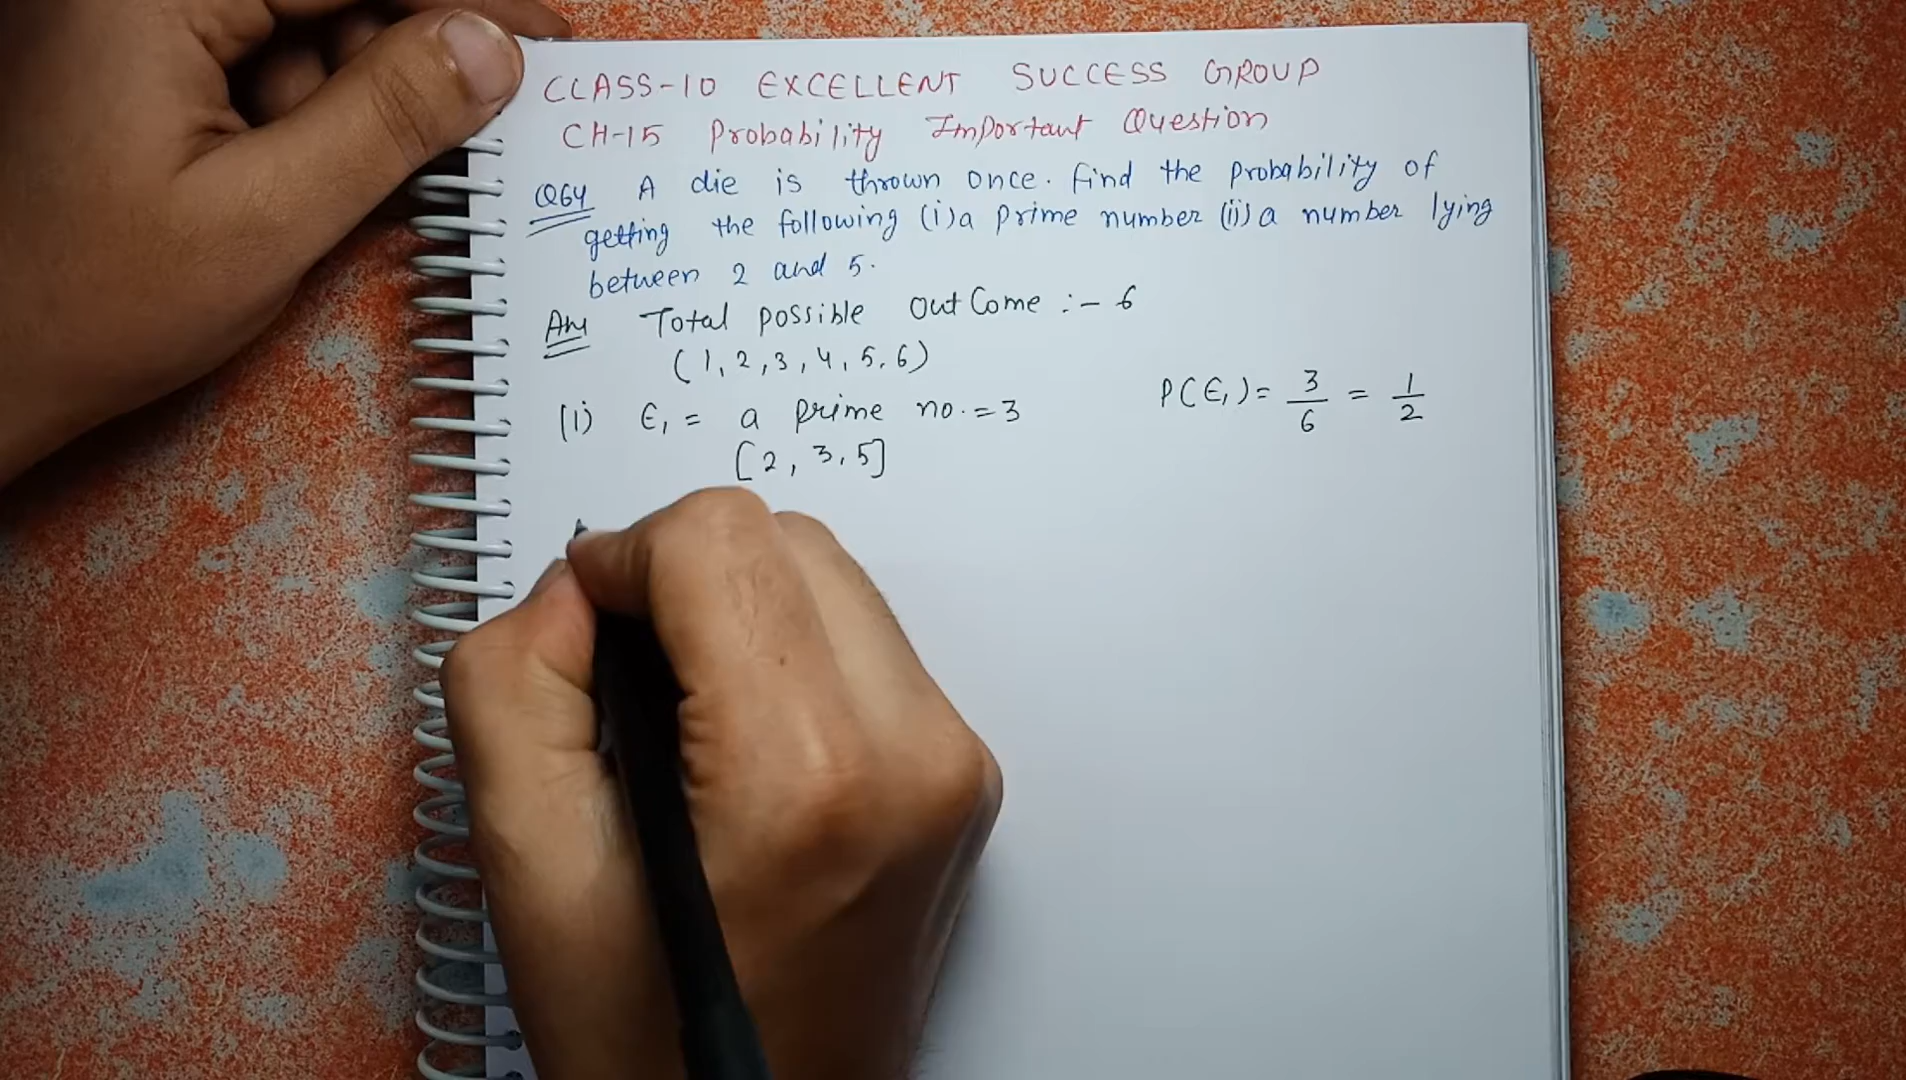 CLASS-10 EXCELLENT SUCCESS GROUP
CH-15 Probability Important Question
Q64 A die is thrown once. find the probability of
getting the following (i) a prime number (ii) a number lying
between 2 and 5.
Ans Total possible outcome :- 6
(1, 2, 3, 4, 5, 6)
(i) E₁ = a prime no. = 3
[2, 3, 5]
P(E₁) = 3/6 = 1/2